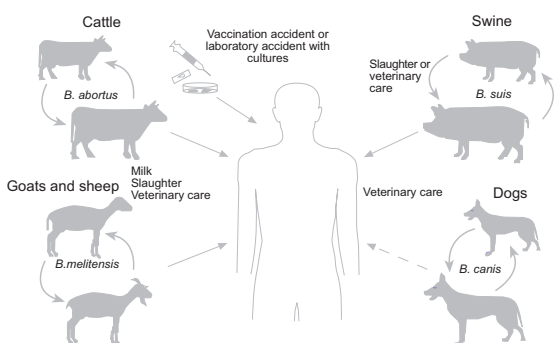 Cattle
B. abortus
Vaccination accident or
laboratory accident with
cultures
Swine
Slaughter or
veterinary
care
B. suis
Milk
Slaughter
Veterinary care
Goats and sheep
B.melitensis
Veterinary care
Dogs
B. canis